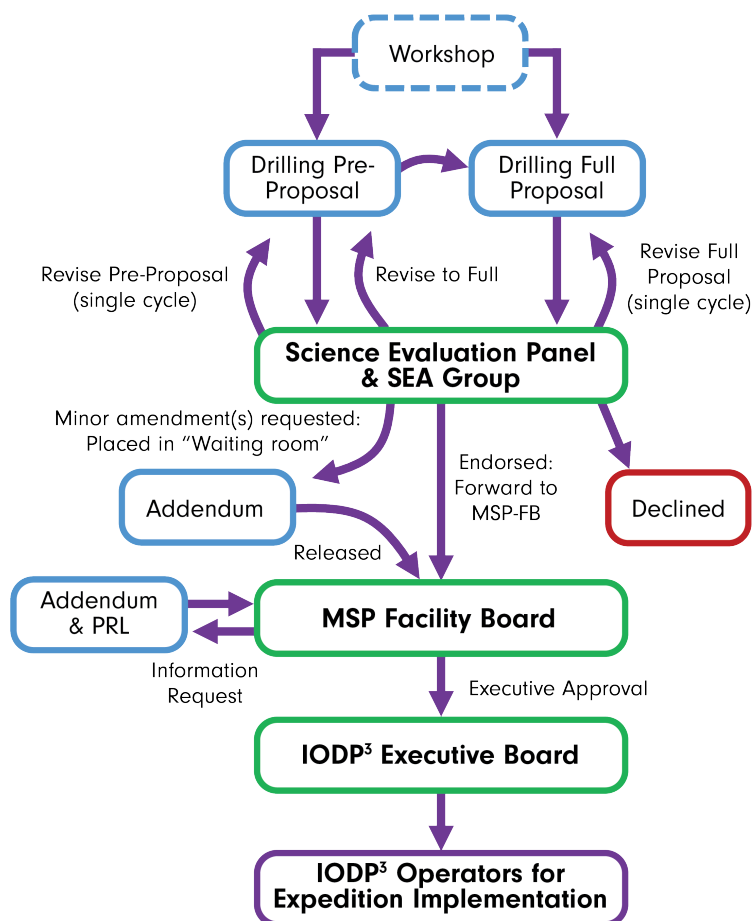 Workshop
Drilling Pre-
Proposal
Drilling Full
Proposal
Revise Pre-Proposal
(single cycle)
Revise to Full
Revise Full
Proposal
(single cycle)
Science Evaluation Panel
& SEA Group
Minor amendment(s) requested:
Placed in “Waiting room”
Endorsed:
Forward to
MSP-FB
Addendum
Declined
Released
Addendum
& PRL
MSP Facility Board
Information
Request
Executive Approval
IODP³ Executive Board
IODP³ Operators for
Expedition Implementation